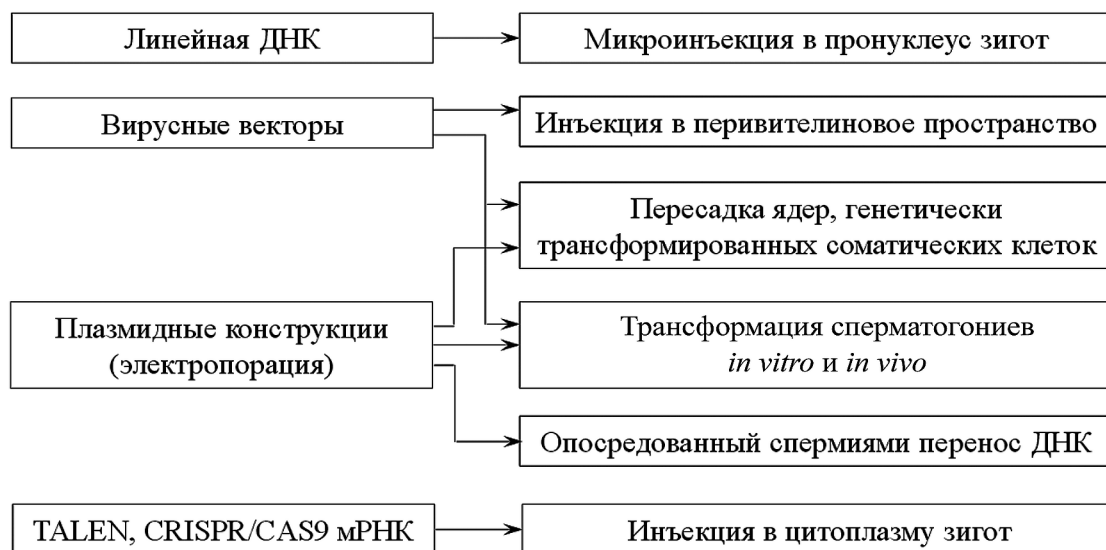 Линейная ДНК
Микроинъекция в пронуклеус зигот
Вирусные векторы
Инъекция в перивителиновое пространство
Пересадка ядер, генетически
трансформированных соматических клеток
Плазмидные конструкции
(электропорация)
Трансформация сперматогониев
in vitro и in vivo
Опосредованный спермиями перенос ДНК
TALEN, CRISPR/CAS9 мРНК
Инъекция в цитоплазму зигот